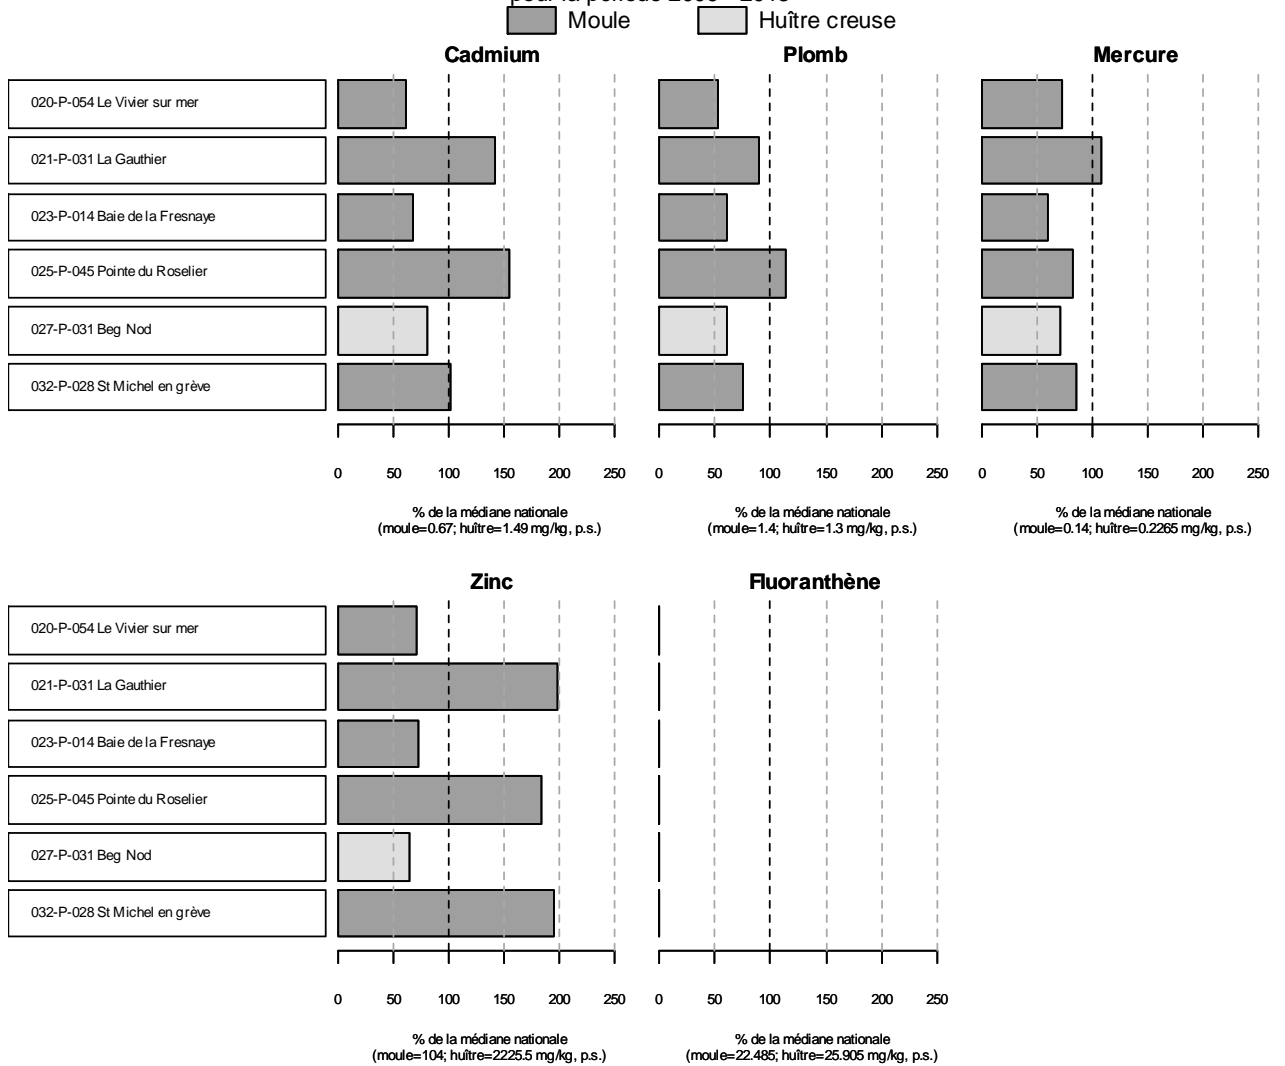 Moule Huître creuse
Cadmium Plomb Mercure
020-P-054 Le Vivier sur mer
021-P-031 La Gauthier
023-P-014 Baie de la Fresnaye
025-P-045 Pointe du Roselier
027-P-031 Beg Nod
032-P-028 St Michel en grève
0 50 100 150 200 250 0 50 100 150 200 250 0 50 100 150 200 250
% de la médiane nationale % de la médiane nationale % de la médiane nationale
(moule=0.67; huître=1.49 mg/kg, p.s.) (moule=1.4; huître=1.3 mg/kg, p.s.) (moule=0.14; huître=0.2265 mg/kg, p.s.)
Zinc Fluoranthène
020-P-054 Le Vivier sur mer
021-P-031 La Gauthier
023-P-014 Baie de la Fresnaye
025-P-045 Pointe du Roselier
027-P-031 Beg Nod
032-P-028 St Michel en grève
0 50 100 150 200 250 0 50 100 150 200 250
% de la médiane nationale % de la médiane nationale
(moule=104; huître=2225.5 mg/kg, p.s.) (moule=22.485; huître=25.905 mg/kg, p.s.)